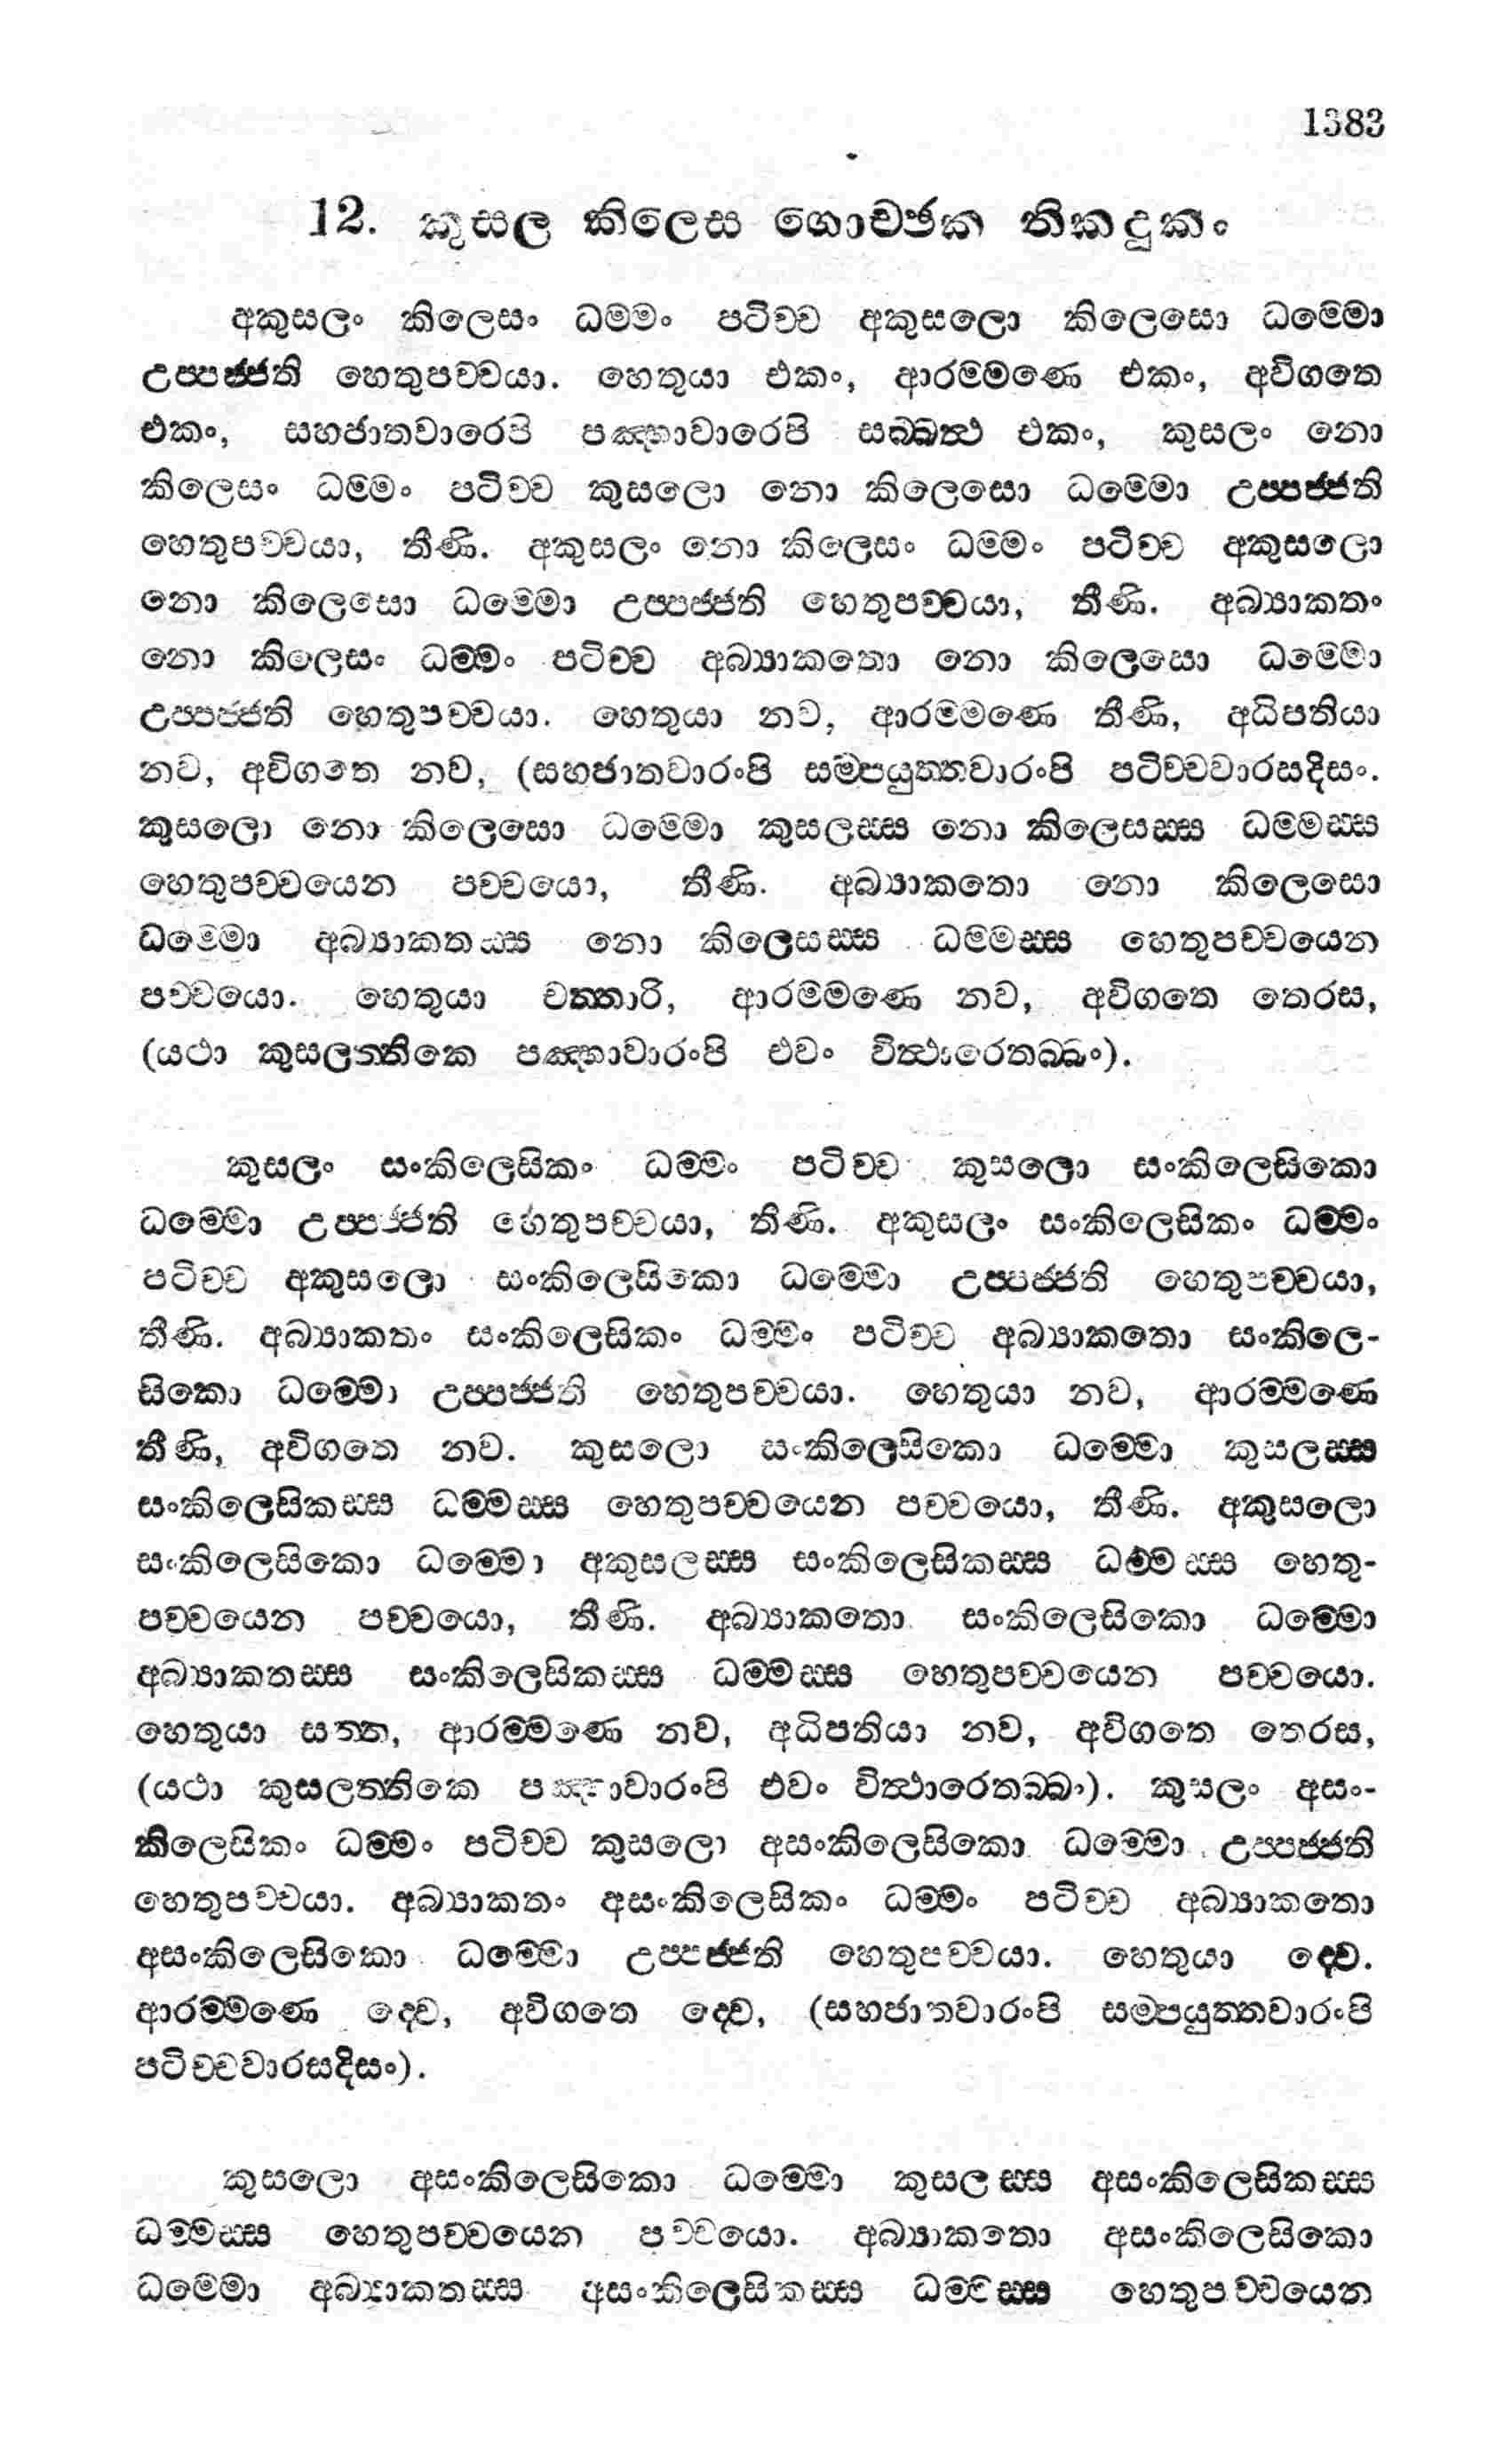 1383
12. කුසල කිලෙස ගොච්ඡක තිකදුකං
අකුසලං කිලෙසං ධම්මං පටිච්ච අකුසලො කිලෙසො ධම්මො
උප්පජ්ජති හෙතුපච්චයා. හෙතුයා එකං, ආරම්මණෙ එකං, අවිගතෙ
එකං, සහජාතවාරෙපි පඤ්හාවාරෙපි සබ්බත්ථ එකං, කුසලං නො
කිලෙසං ධම්මං පටිච්ච කුසලො නො කිලෙසො ධම්මො උප්පජ්ජති
හෙතුපච්චයා, තීණි. අකුසලං නො කිලෙසං ධම්මං පටිච්ච අකුසලො
නො කිලෙසො ධම්මො උප්පජ්ජති හෙතුපච්චයා, තීණි. අබ්‍යාකතං
නො කිලෙසං ධම්මං පටිච්ච අබ්‍යාකතො නො කිලෙසො ධම්මො
උප්පජ්ජති හෙතුපච්චයා. හෙතුයා නව, ආරම්මණෙ තීණි, අධිපතියා
නව, අවිගතෙ නව, (සහජාතවාරංපි සම්පයුත්තවාරංපි පටිච්චවාරසදිසං.
කුසලො නො කිලෙසො ධම්මො කුසලස්ස නො කිලෙසස්ස ධම්මස්ස
හෙතුපච්චයෙන පච්චයො, තීණි. අබ්‍යාකතො නො කිලෙසො
ධම්මො අබ්‍යාකතස්ස නො කිලෙසස්ස ධම්මස්ස හෙතුපච්චයෙන
පච්චයො. හෙතුයා චත්තාරි, ආරම්මණෙ නව, අවිගතෙ තෙරස,
(යථා කුසලත්තිකෙ පඤ්හාවාරංපි එවං විත්ථාරෙතබ්බං).
කුසලං සංකිලෙසිකං ධම්මං පටිච්ච කුසලො සංකිලෙසිකො
ධම්මො උප්පජ්ජති හෙතුපච්චයා, තිණි. අකුසලං සංකිලෙසිකං ධම්මං
පටිච්ච අකුසලො සංකිලෙසිකො ධම්මො උප්පජ්ජති හෙතුපච්චයා,
තීණි. අබ්‍යාකතං සංකිලෙසිකං ධම්මං පටිච්ච අබ්‍යාකතො සංකිලෙ-
සිකො ධම්මො උප්පජ්ජති හෙතුපච්චයා. හෙතුයා නව, ආරම්මණෙ
තීණි, අවිගතෙ නව. කුසලො සංකිලෙසිකො ධම්මො කුසලස්ස
සංකිලෙසිකස්ස ධම්මස්ස හෙතුපච්චයෙන පච්චයො, තීණි. අකුසලො
සංකිලෙසිකො ධම්මො අකුසලස්ස සංකිලෙසිකස්ස ධම්මස්ස හෙතු-
පච්චයෙන පච්චයො, තීණි. අබ්‍යාකතො සංකිලෙසිකො ධම්මො
අබ්‍යාකතස්ස සංකිලෙසිකස්ස ධම්මස්ස හෙතුපච්චයෙන පච්චයො.
හෙතුයා සත්ත, ආරම්මණෙ නව, අධිපතියා නව, අවිගතෙ තෙරස,
(යථා කුසලත්තිකෙ පඤ්හාවාරංපි එවං විත්ථාරෙතබ්බං). කුසලං අසං-
කිලෙසිකං ධම්මං පටිච්ච කුසලො අසංකිලෙසිකො ධම්මො උප්පජ්ජති
හෙතුපච්චයා. අබ්‍යාකතං අසංකිලෙසිකං ධම්මං පටිච්ච අබ්‍යාකතො
අසංකිලෙසිකො ධම්මො උප්පජ්ජති හෙතුපච්චයා. හෙතුයා ද්වෙ.
ආරම්මණෙ ද්වෙ, අවිගතෙ ද්වෙ, (සහජාතවාරංපි සම්පයුත්තවාරංපි
පටිච්චවාරසදිසං).
කුසලො අසංකිලෙසිකො ධම්මො කුසලස්ස අසංකිලෙසිකස්ස
ධම්මස්ස හෙතුපච්චයෙන පච්චයො. අබ්‍යාකතො අසංකිලෙසිකො
ධම්මො අබ්‍යාකතස්ස අසංකිලෙසිකස්ස ධම්මස්ස හෙතුපච්චයෙන